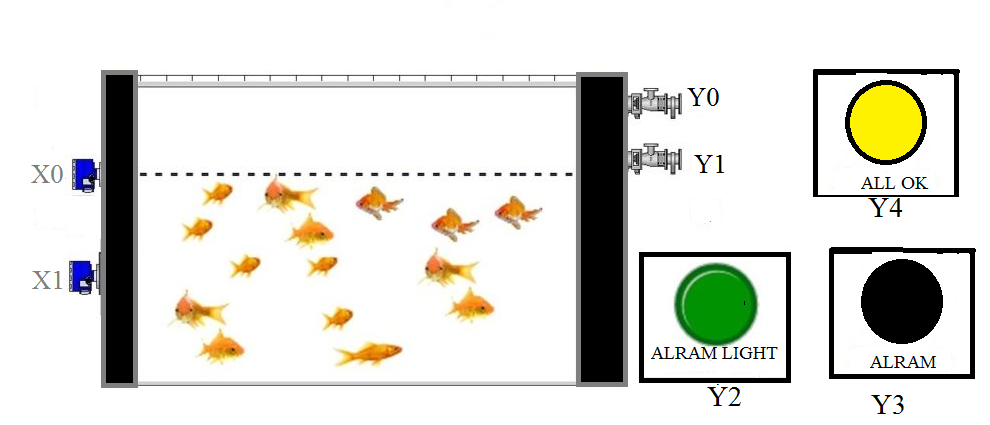 Y0
X0
Y1
ALL OK
Y4
X1
ALRAM LIGHT
Y2
ALRAM
Y3